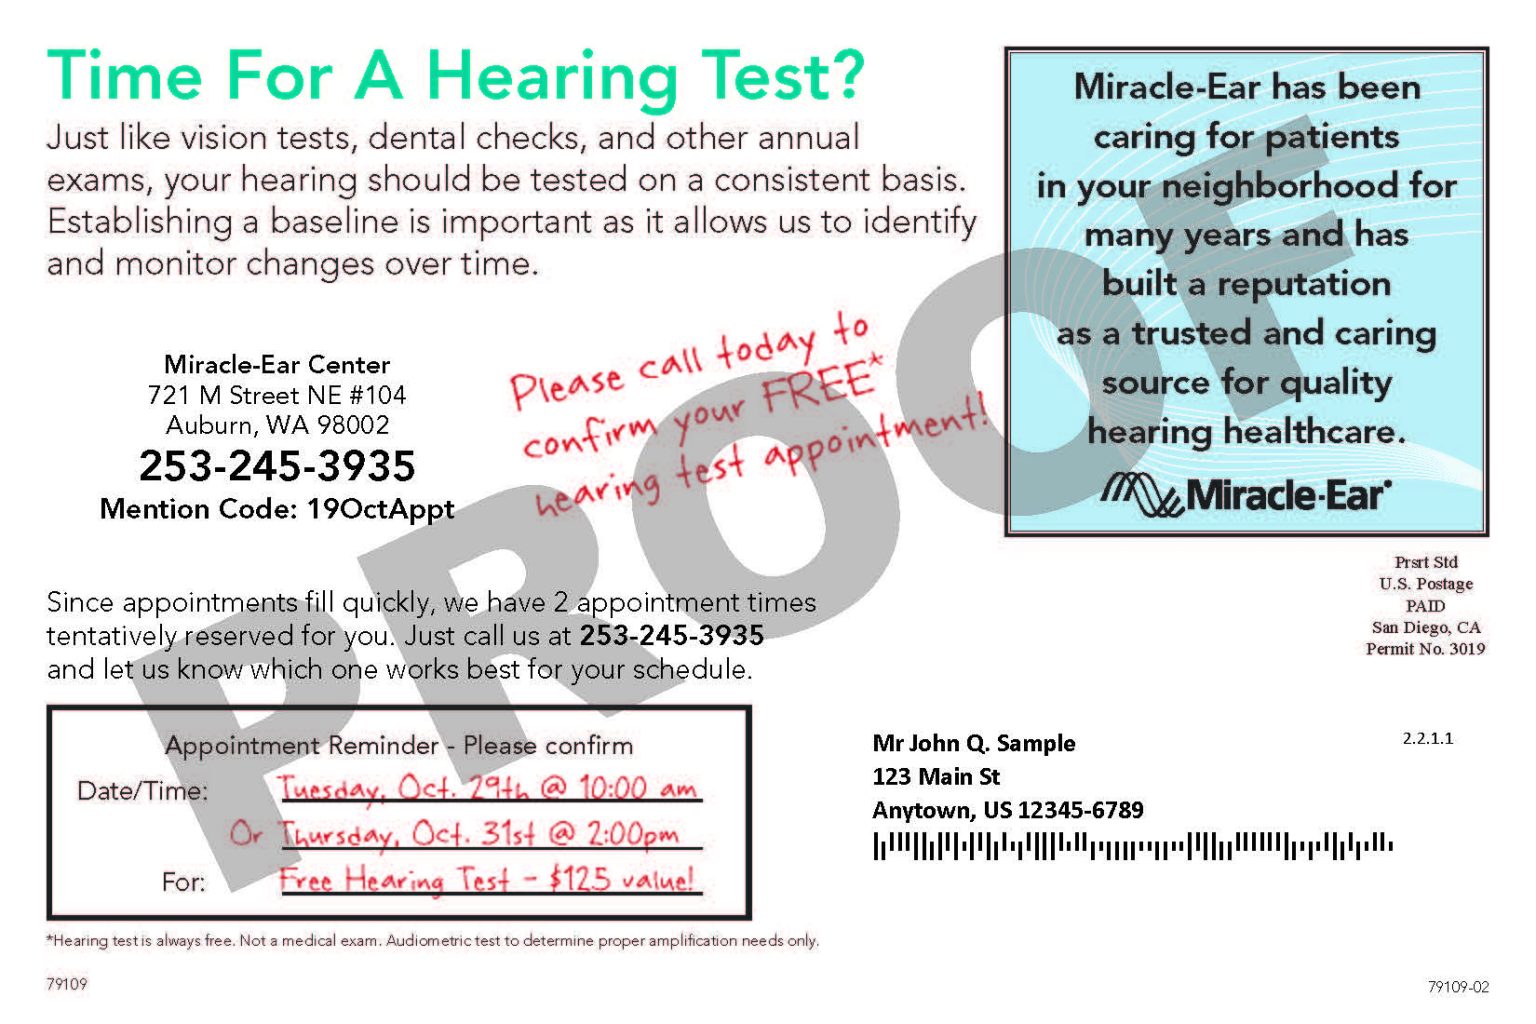 Time For A Hearing Test?
Just like vision tests, dental checks, and other annual
exams, your hearing should be tested on a consistent basis.
Establishing a baseline is important as it allows us to identify
and monitor changes over time.
Miracle-Ear Center
721 M Street NE #104
Auburn, WA 98002
253-245-3935
Mention Code: 19OctAppt
Please call today to
confirm your FREE*
hearing test appointment!
Miracle-Ear has been
caring for patients
in your neighborhood for
many years and has
built a reputation
as a trusted and caring
source for quality
hearing healthcare.
Miracle-Ear®
Prsrt Std
U.S. Postage
PAID
San Diego, CA
Permit No. 3019
Since appointments fill quickly, we have 2 appointment times
tentatively reserved for you. Just call us at 253-245-3935
and let us know which one works best for your schedule.
Appointment Reminder - Please confirm
Date/Time: Tuesday, Oct. 29th @ 10:00 am
Or Thursday, Oct. 31st @ 2:00pm
For: Free Hearing Test - $125 value!
Mr John Q. Sample
2.2.1.1
123 Main St
Anytown, US 12345-6789
*Hearing test is always free. Not a medical exam. Audiometric test to determine proper amplification needs only.
79109
79109-02
PROOF